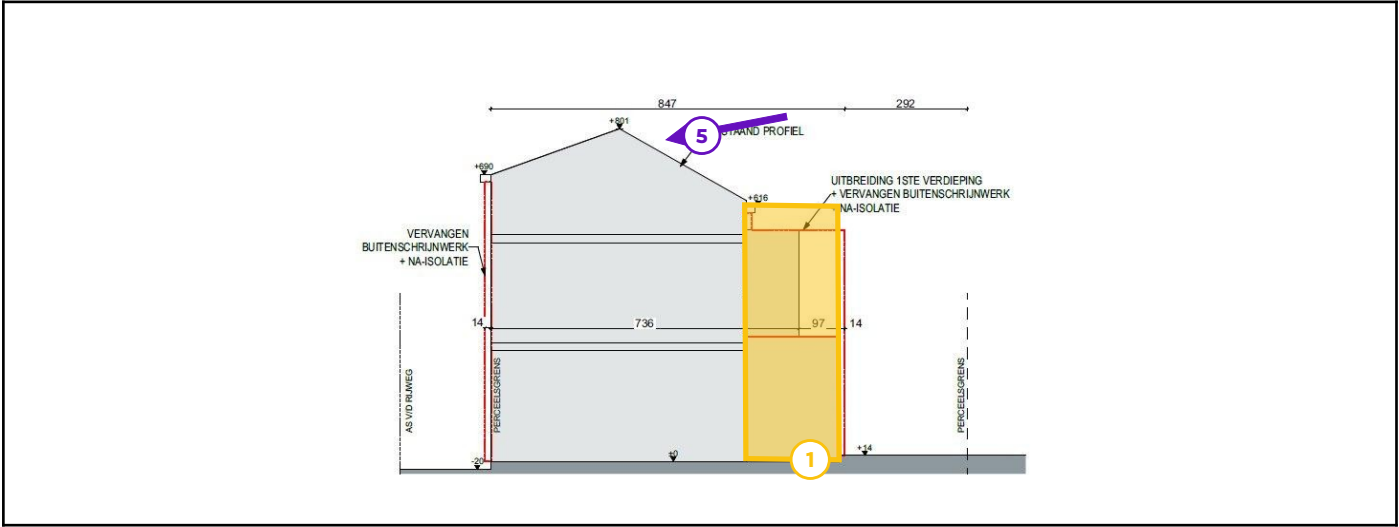 847
292
+801
5
STAAND PROFIEL
+690
UITBREIDING 1STE VERDIEPING
+ VERVANGEN BUITENSCHRIJNWERK
NA-ISOLATIE
+616
VERVANGEN
BUITENSCHRIJNWERK
+ NA-ISOLATIE
14
736
97
14
AS V/D RIJWEG
PERCEELSGRENS
PERCEELSGRENS
-20
±0
1
+14